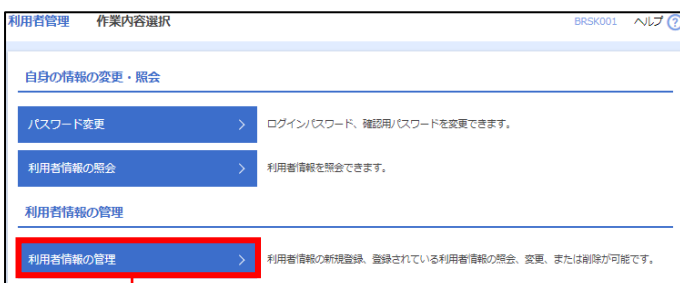 利用者管理 作業内容選択 BRSK001 ヘルプ ?
自身の情報の変更・照会
パスワード変更 ログインパスワード、確認用パスワードを変更できます。
利用者情報の照会 利用者情報を照会できます。
利用者情報の管理
利用者情報の管理 利用者情報の新規登録、登録されている利用者情報の照会、変更、または削除が可能です。